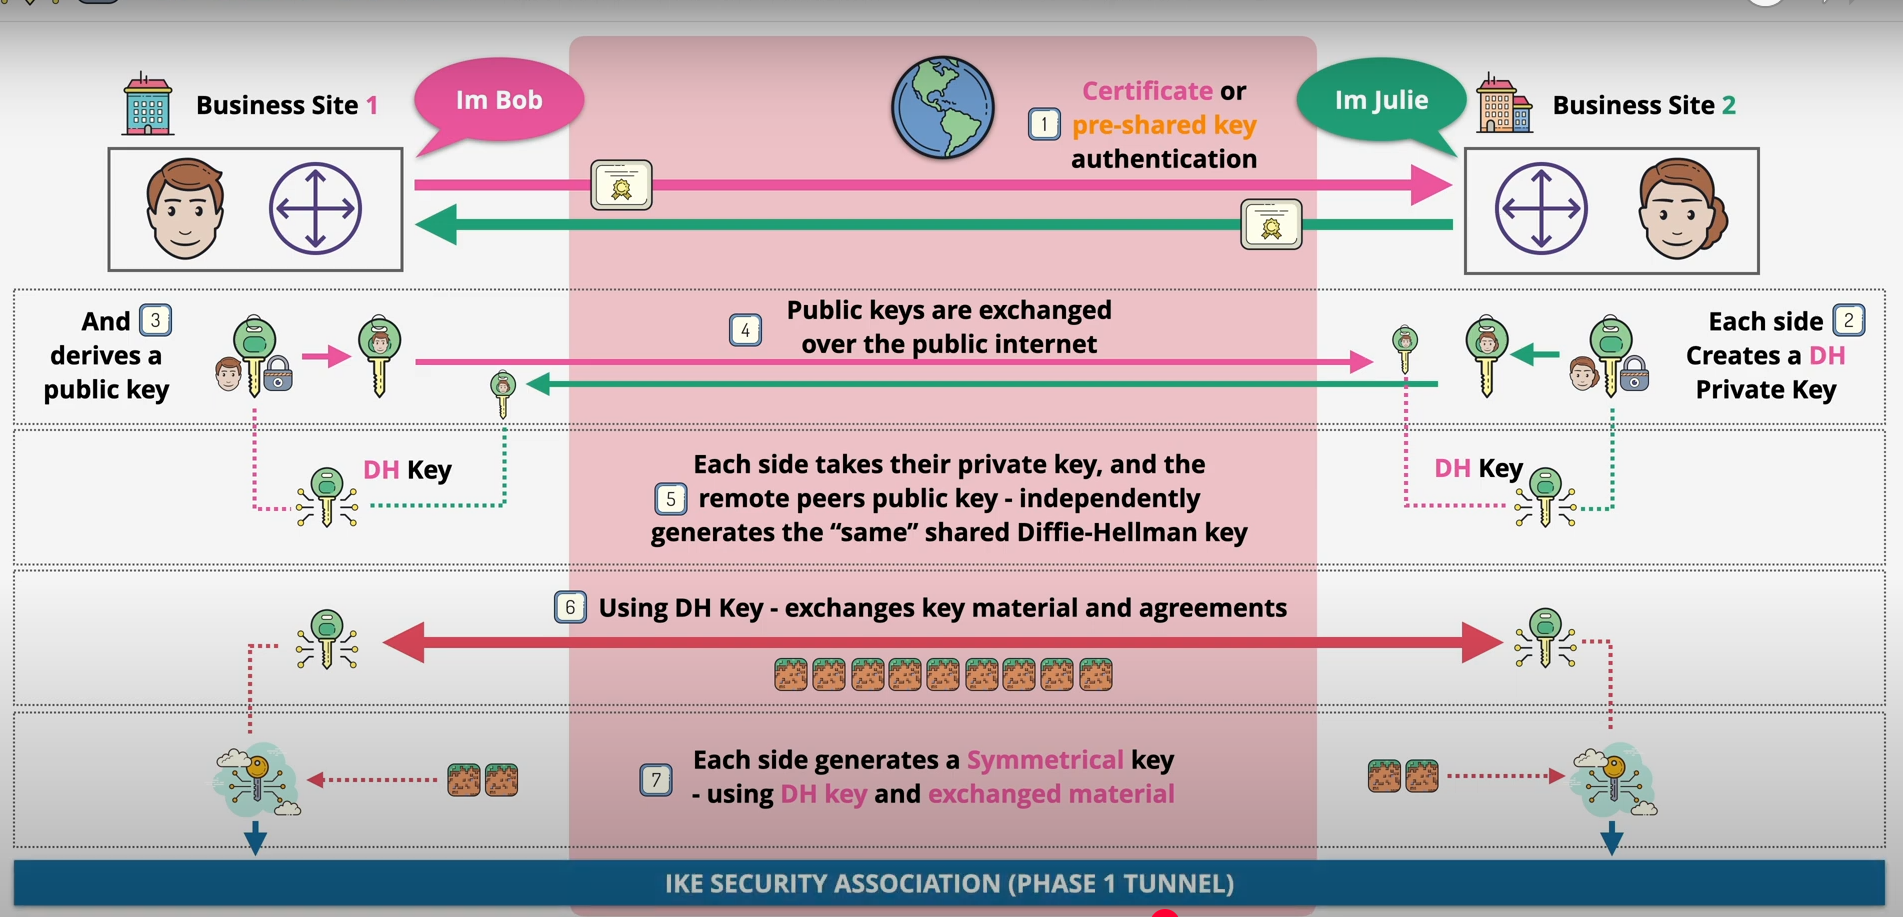 Business Site 1
Im Bob
1
Certificate or
pre-shared key
authentication
Im Julie
Business Site 2
And 3
derives a
public key
4
Public keys are exchanged
over the public internet
Each side 2
Creates a DH
Private Key
DH Key
Each side takes their private key, and the
5 remote peers public key - independently
generates the “same” shared Diffie-Hellman key
DH Key
6 Using DH Key - exchanges key material and agreements
7
Each side generates a Symmetrical key
- using DH key and exchanged material
IKE SECURITY ASSOCIATION (PHASE 1 TUNNEL)